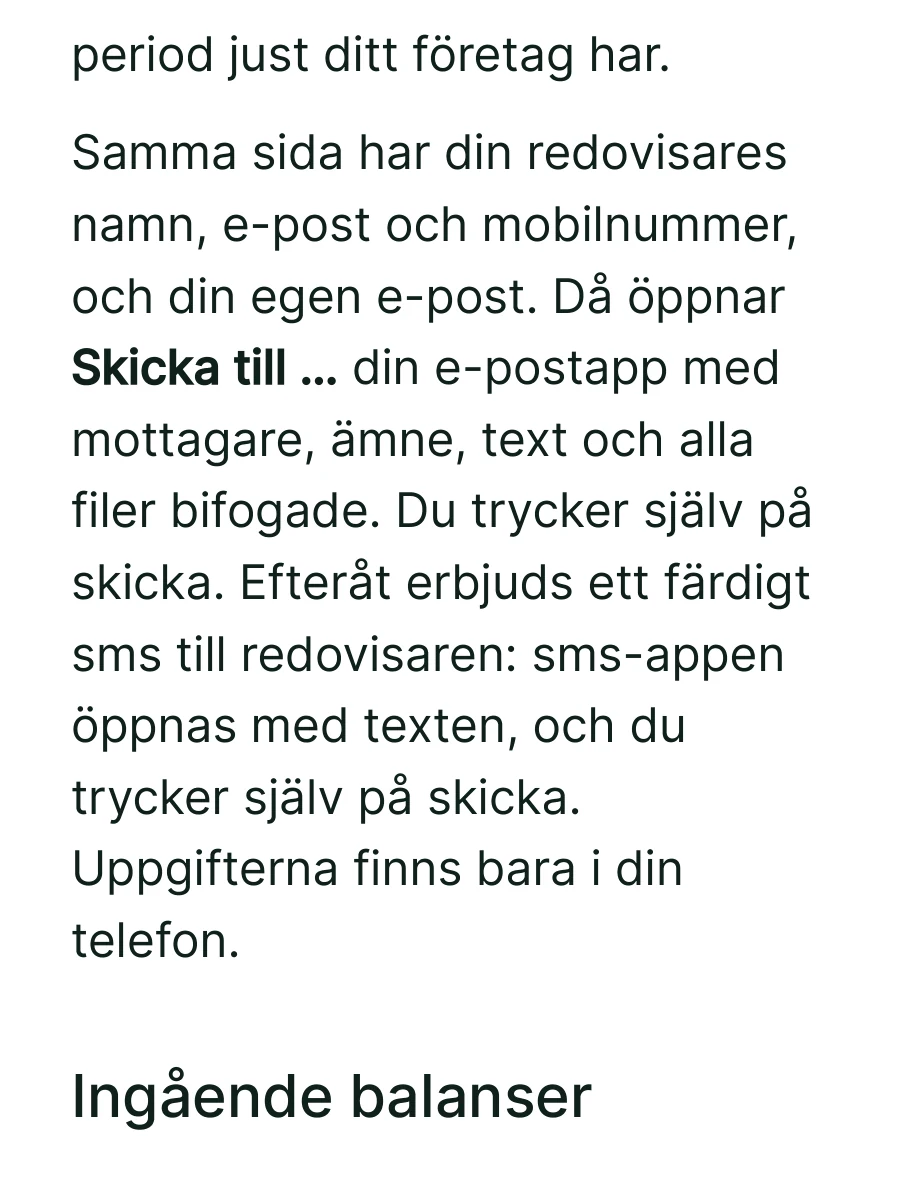 period just ditt företag har.
Samma sida har din redovisares
namn, e-post och mobilnummer,
och din egen e-post. Då öppnar
Skicka till ... din e-postapp med
mottagare, ämne, text och alla
filer bifogade. Du trycker själv på
skicka. Efteråt erbjuds ett färdigt
sms till redovisaren: sms-appen
öppnas med texten, och du
trycker själv på skicka.
Uppgifterna finns bara i din
telefon.
Ingående balanser